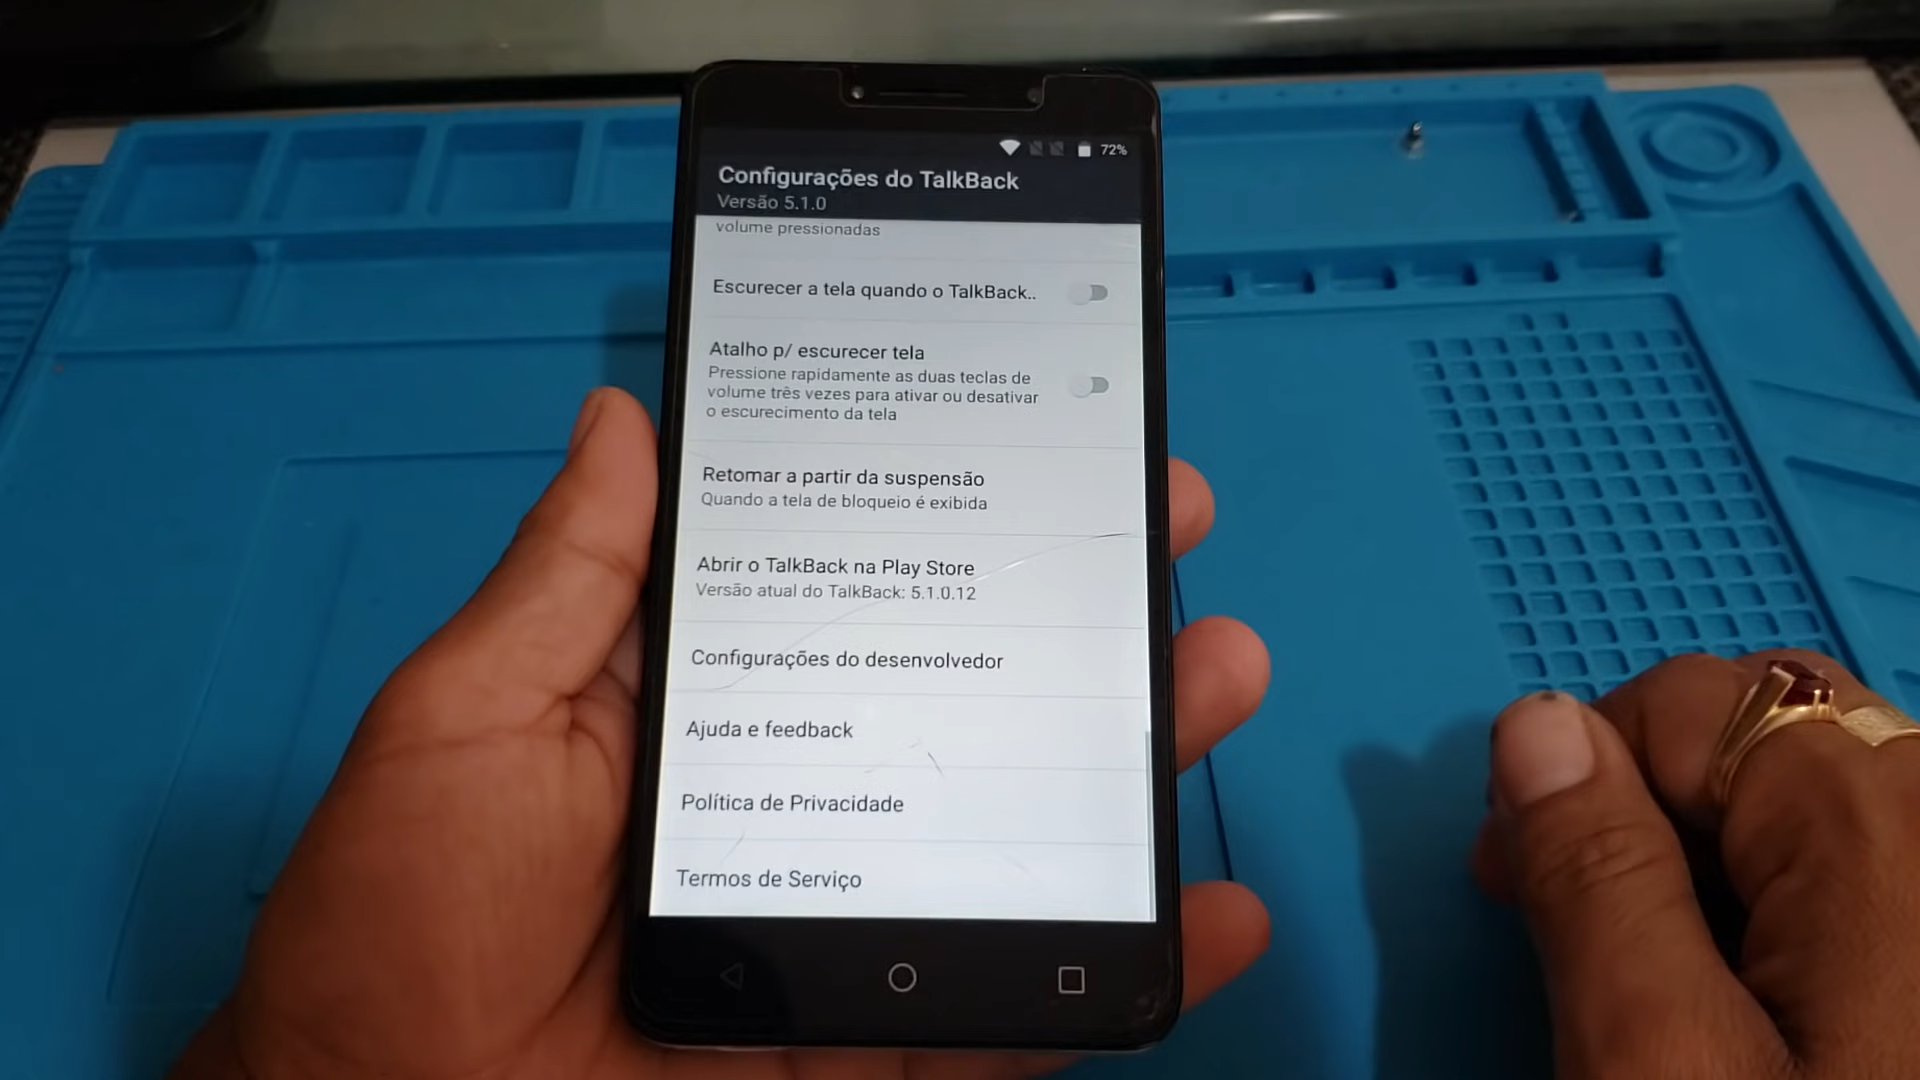 72%
Configurações do TalkBack
Versão 5.1.0
volume pressionadas
Escurecer a tela quando o TalkBack..
Atalho p/ escurecer tela
Pressione rapidamente as duas teclas de
volume três vezes para ativar ou desativar
o escurecimento da tela
Retomar a partir da suspensão
Quando a tela de bloqueio é exibida
Abrir o TalkBack na Play Store
Versão atual do TalkBack: 5.1.0.12
Configurações do desenvolvedor
Ajuda e feedback
Política de Privacidade
Termos de Serviço